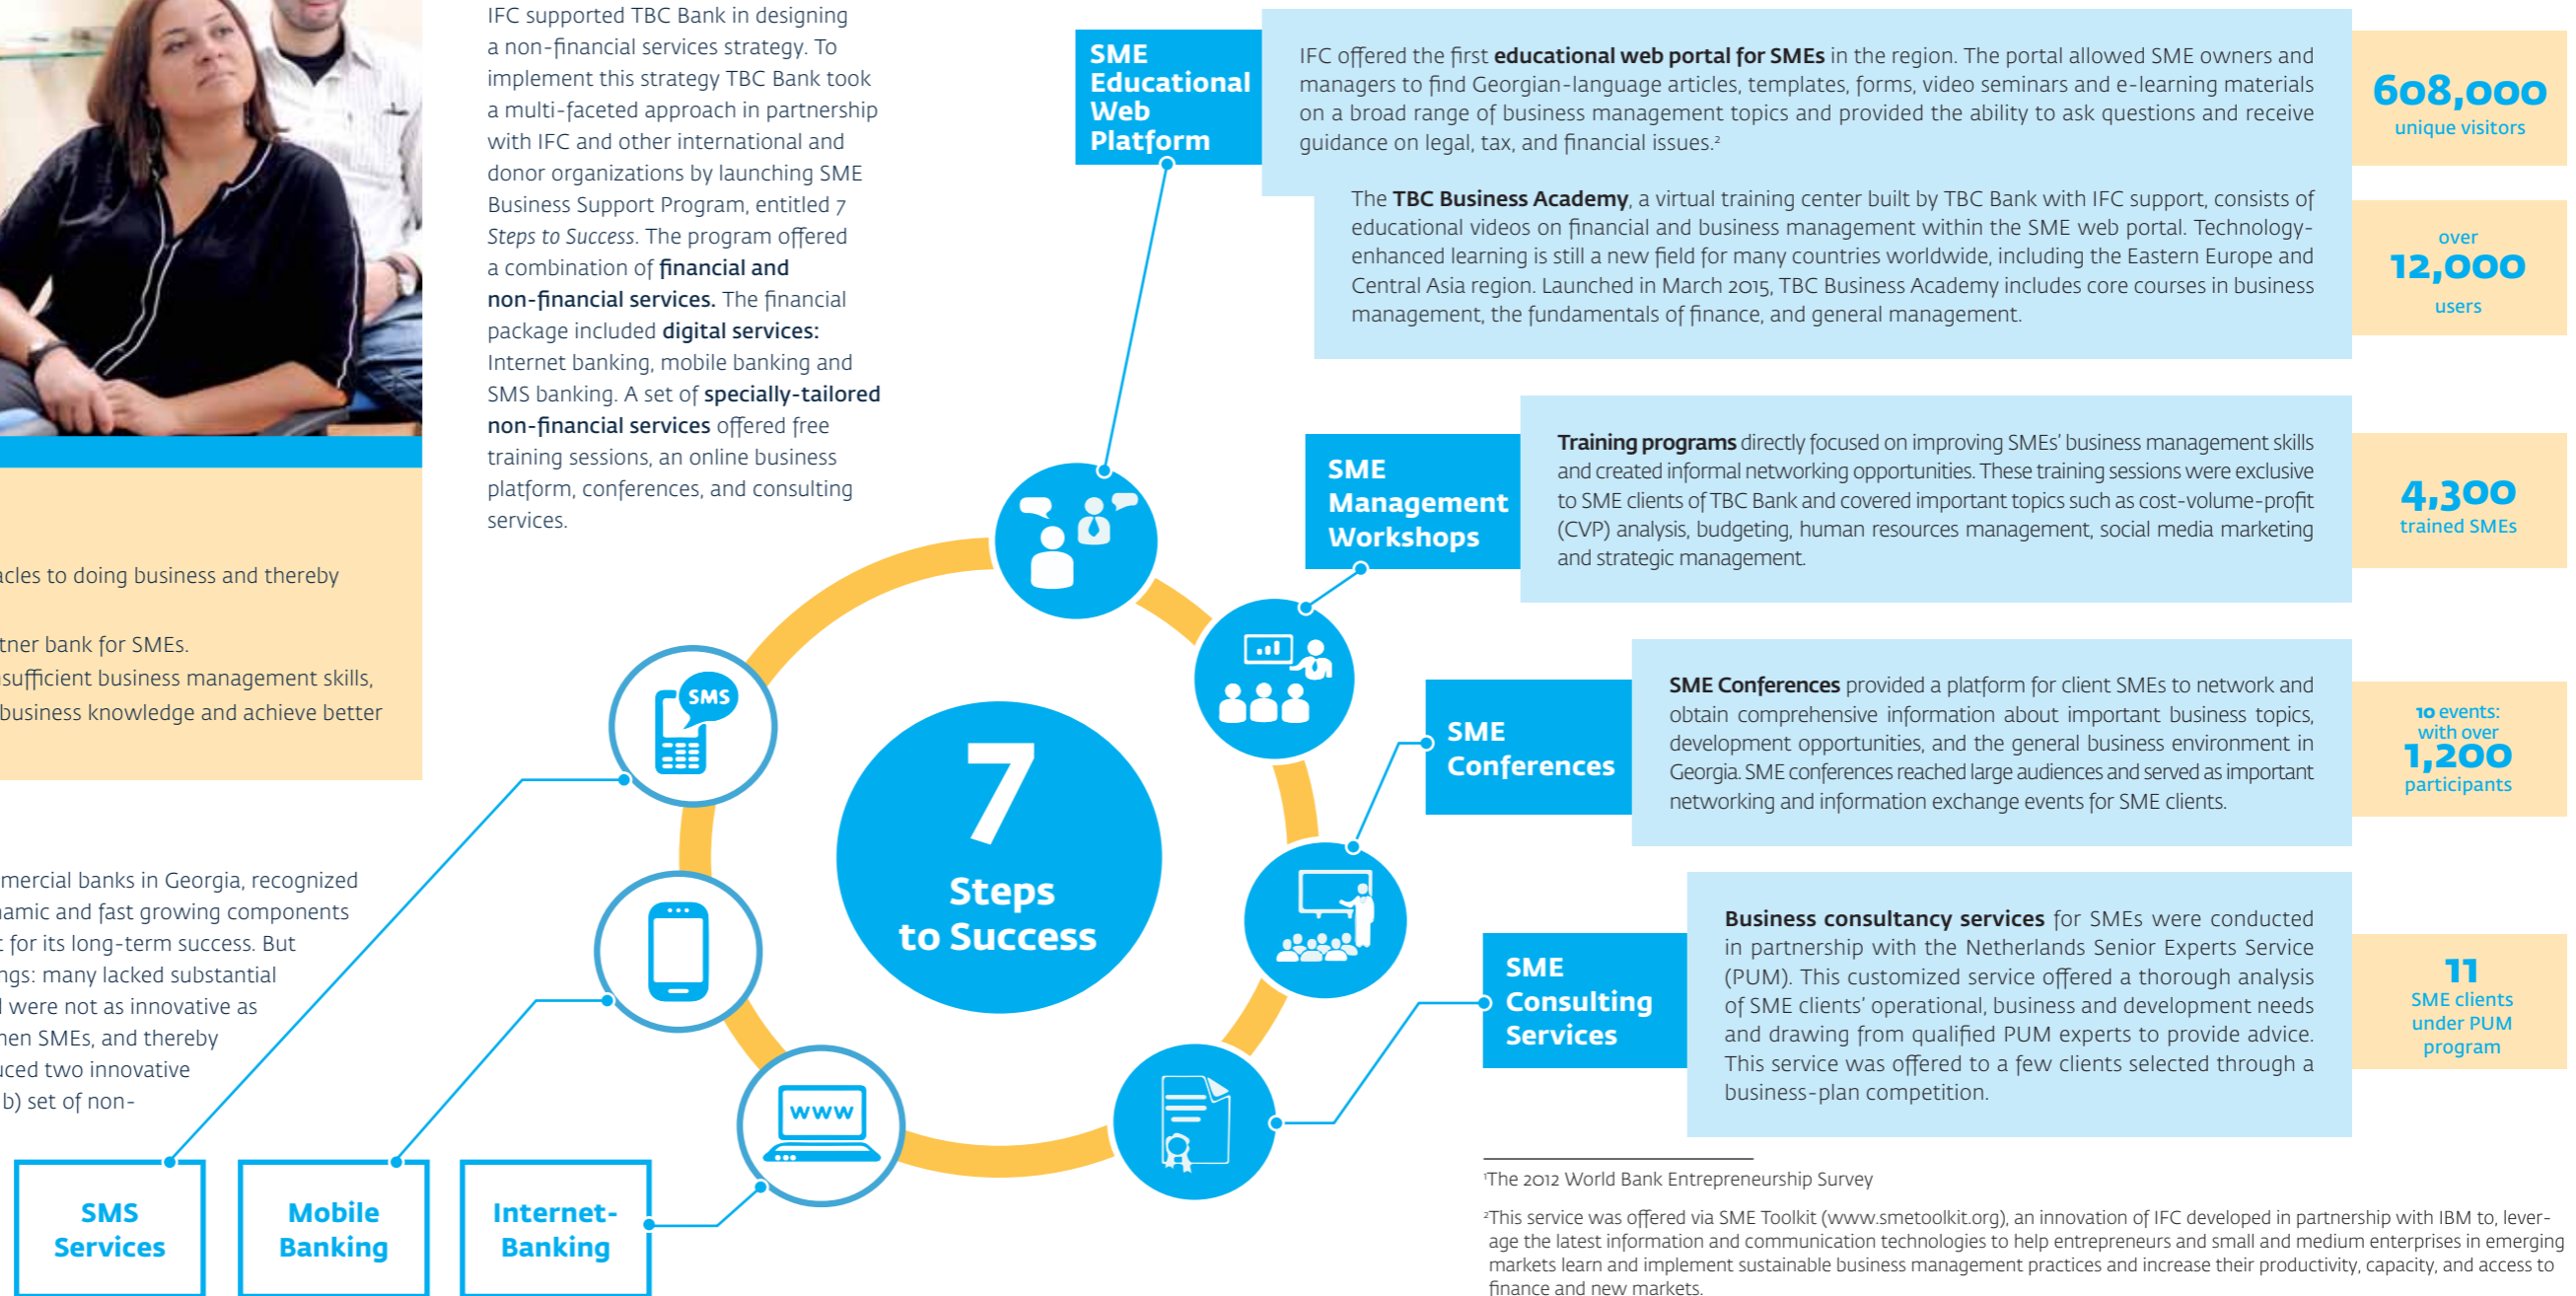 acles to doing business and thereby
tner bank for SMEs.
nsufficient business management skills,
business knowledge and achieve better
mmercial banks in Georgia, recognized
namic and fast growing components
t for its long-term success. But
ngs: many lacked substantial
d were not as innovative as
hen SMEs, and thereby
uced two innovative
b) set of non-
IFC supported TBC Bank in designing
a non-financial services strategy. To
implement this strategy TBC Bank took
a multi-faceted approach in partnership
with IFC and other international and
donor organizations by launching SME
Business Support Program, entitled 7
Steps to Success. The program offered
a combination of financial and
non-financial services. The financial
package included digital services:
Internet banking, mobile banking and
SMS banking. A set of specially-tailored
non-financial services offered free
training sessions, an online business
platform, conferences, and consulting
services.
SMS
www
7
Steps
to Success
SMS
Services
Mobile
Banking
Internet-
Banking
SME
Educational
Web
Platform
IFC offered the first educational web portal for SMEs in the region. The portal allowed SME owners and
managers to find Georgian-language articles, templates, forms, video seminars and e-learning materials
on a broad range of business management topics and provided the ability to ask questions and receive
guidance on legal, tax, and financial issues.²
608,000
unique visitors
The TBC Business Academy, a virtual training center built by TBC Bank with IFC support, consists of
educational videos on financial and business management within the SME web portal. Technology-
enhanced learning is still a new field for many countries worldwide, including the Eastern Europe and
Central Asia region. Launched in March 2015, TBC Business Academy includes core courses in business
management, the fundamentals of finance, and general management.
over
12,000
users
SME
Management
Workshops
Training programs directly focused on improving SMEs' business management skills
and created informal networking opportunities. These training sessions were exclusive
to SME clients of TBC Bank and covered important topics such as cost-volume-profit
(CVP) analysis, budgeting, human resources management, social media marketing
and strategic management.
4,300
trained SMEs
SME
Conferences
SME Conferences provided a platform for client SMEs to network and
obtain comprehensive information about important business topics,
development opportunities, and the general business environment in
Georgia. SME conferences reached large audiences and served as important
networking and information exchange events for SME clients.
10 events:
with over
1,200
participants
SME
Consulting
Services
Business consultancy services for SMEs were conducted
in partnership with the Netherlands Senior Experts Service
(PUM). This customized service offered a thorough analysis
of SME clients' operational, business and development needs
and drawing from qualified PUM experts to provide advice.
This service was offered to a few clients selected through a
business-plan competition.
11
SME clients
under PUM
program
¹The 2012 World Bank Entrepreneurship Survey
²This service was offered via SME Toolkit (www.smetoolkit.org), an innovation of IFC developed in partnership with IBM to, lever-
age the latest information and communication technologies to help entrepreneurs and small and medium enterprises in emerging
markets learn and implement sustainable business management practices and increase their productivity, capacity, and access to
finance and new markets.